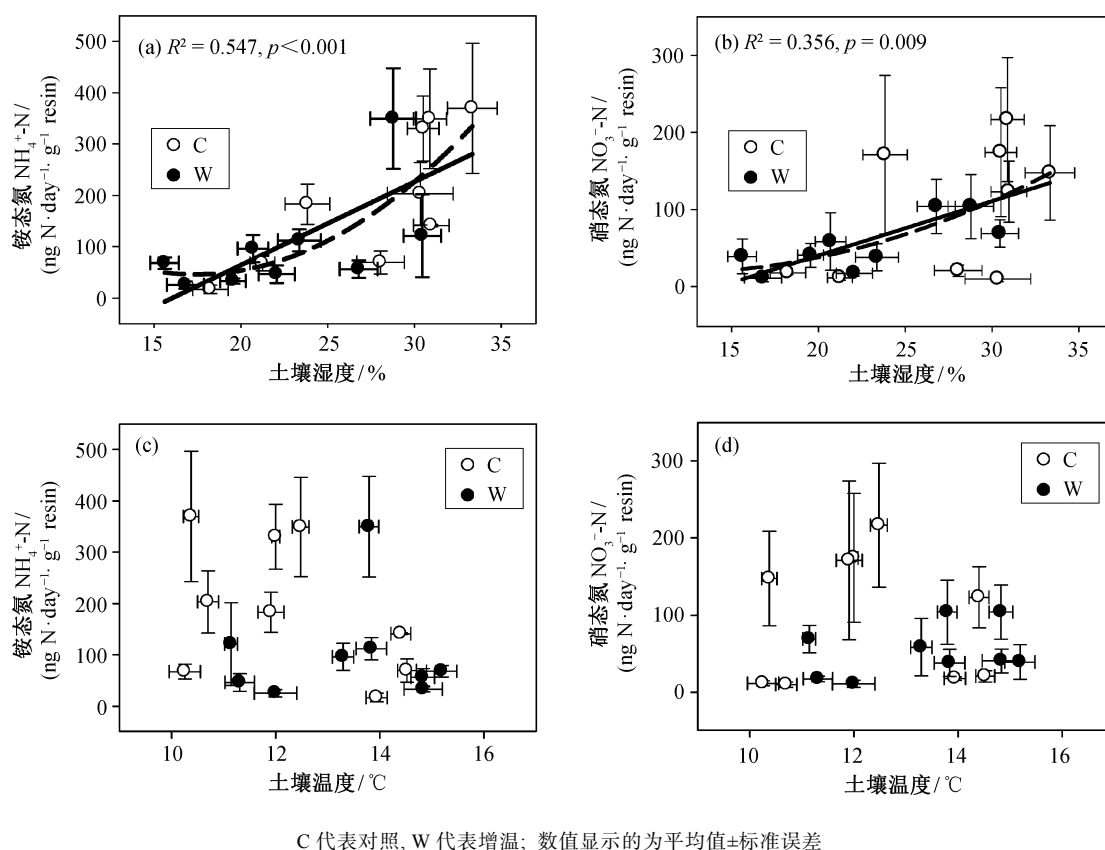 (a) R² = 0.547, p＜0.001
铵态氮 NH₄⁺-N/
(ng N·day⁻¹· g⁻¹ resin)
500
400
300
200
100
0
C
W
15 20 25 30 35
土壤湿度/%
(b) R² = 0.356, p = 0.009
硝态氮 NO₃⁻-N/
(ng N·day⁻¹· g⁻¹ resin)
300
200
100
0
C
W
15 20 25 30 35
土壤湿度/%
(c)
铵态氮 NH₄⁺-N/
(ng N·day⁻¹· g⁻¹ resin)
500
400
300
200
100
0
C
W
10 12 14 16
土壤温度/℃
(d)
硝态氮 NO₃⁻-N/
(ng N·day⁻¹· g⁻¹ resin)
300
200
100
0
C
W
10 12 14 16
土壤温度/℃
C 代表对照, W 代表增温; 数值显示的为平均值±标准误差